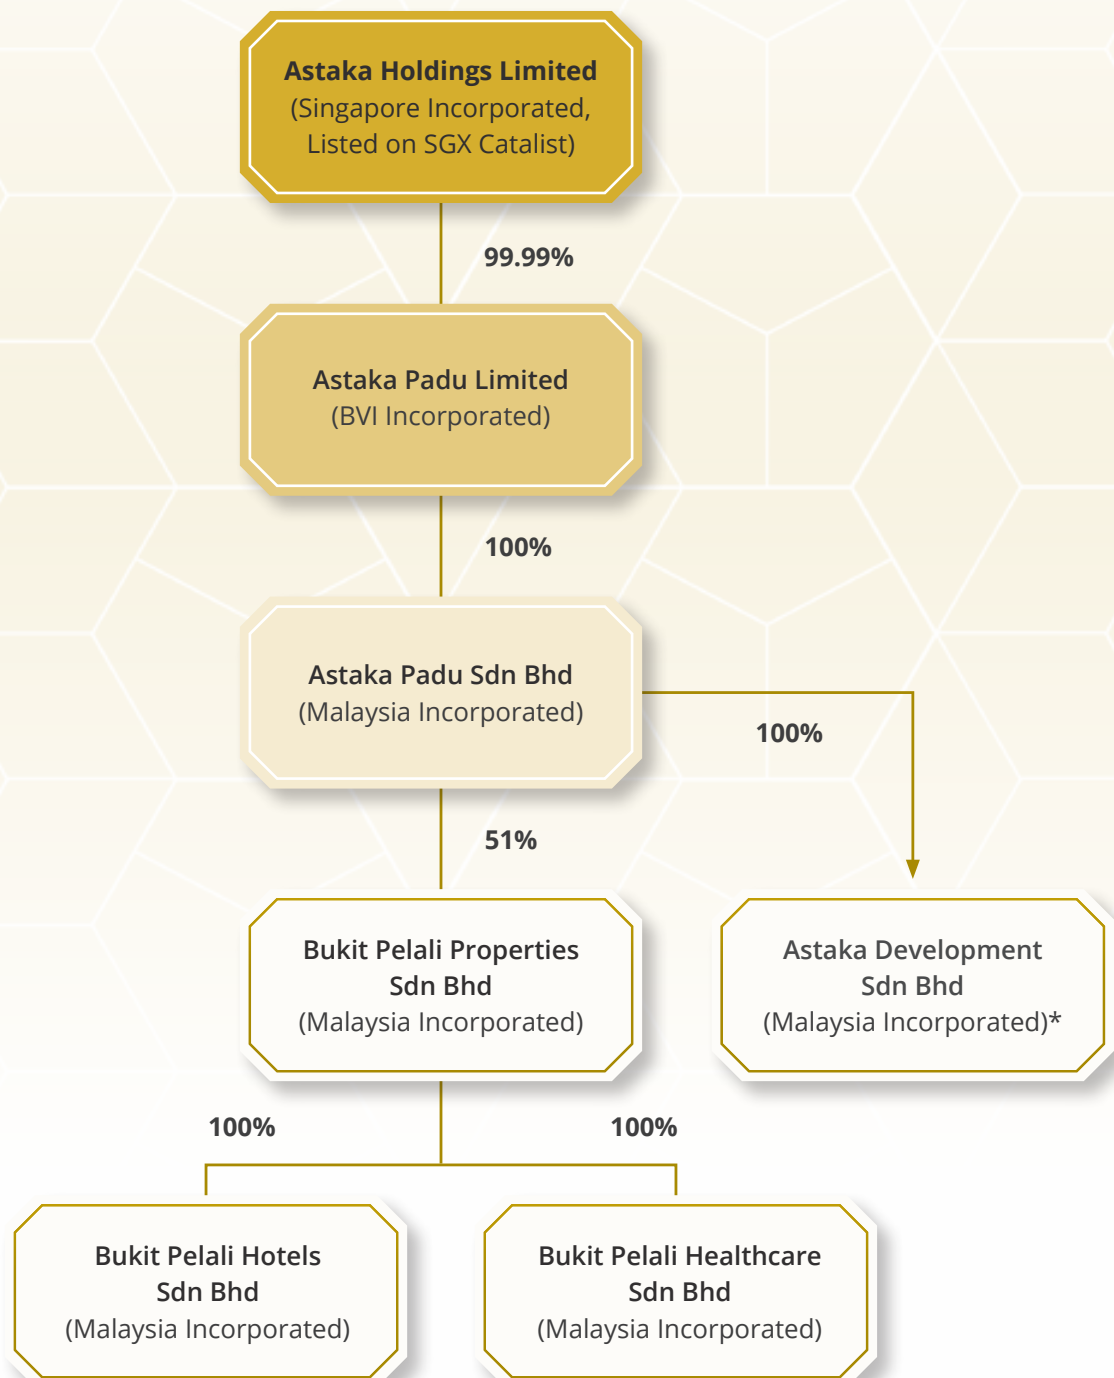 Astaka Holdings Limited
(Singapore Incorporated,
Listed on SGX Catalist)
99.99%
Astaka Padu Limited
(BVI Incorporated)
100%
Astaka Padu Sdn Bhd
(Malaysia Incorporated)
100%
51%
Bukit Pelali Properties
Sdn Bhd
(Malaysia Incorporated)
Astaka Development
Sdn Bhd
(Malaysia Incorporated)*
100%
100%
Bukit Pelali Hotels
Sdn Bhd
(Malaysia Incorporated)
Bukit Pelali Healthcare
Sdn Bhd
(Malaysia Incorporated)